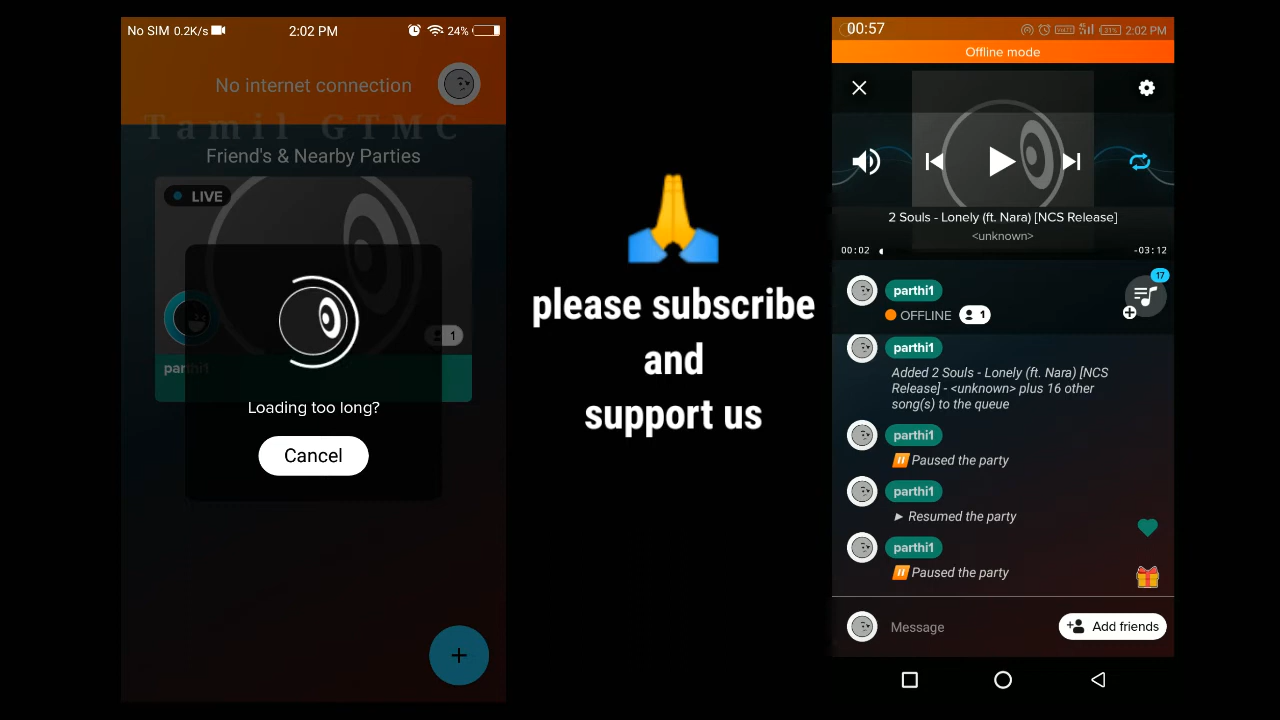 No SIM 0.2K/s
2:02 PM
24%
No internet connection
Tamil GTMC
Friend's & Nearby Parties
LIVE
1
parthi1
Loading too long?
Cancel
+
please subscribe
and
support us
00:57
31%
2:02 PM
Offline mode
2 Souls - Lonely (ft. Nara) [NCS Release]
<unknown>
00:02
-03:12
parthi1
17
OFFLINE
1
parthi1
Added 2 Souls - Lonely (ft. Nara) [NCS
Release] - <unknown> plus 16 other
song(s) to the queue
parthi1
Paused the party
parthi1
Resumed the party
parthi1
Paused the party
Message
Add friends